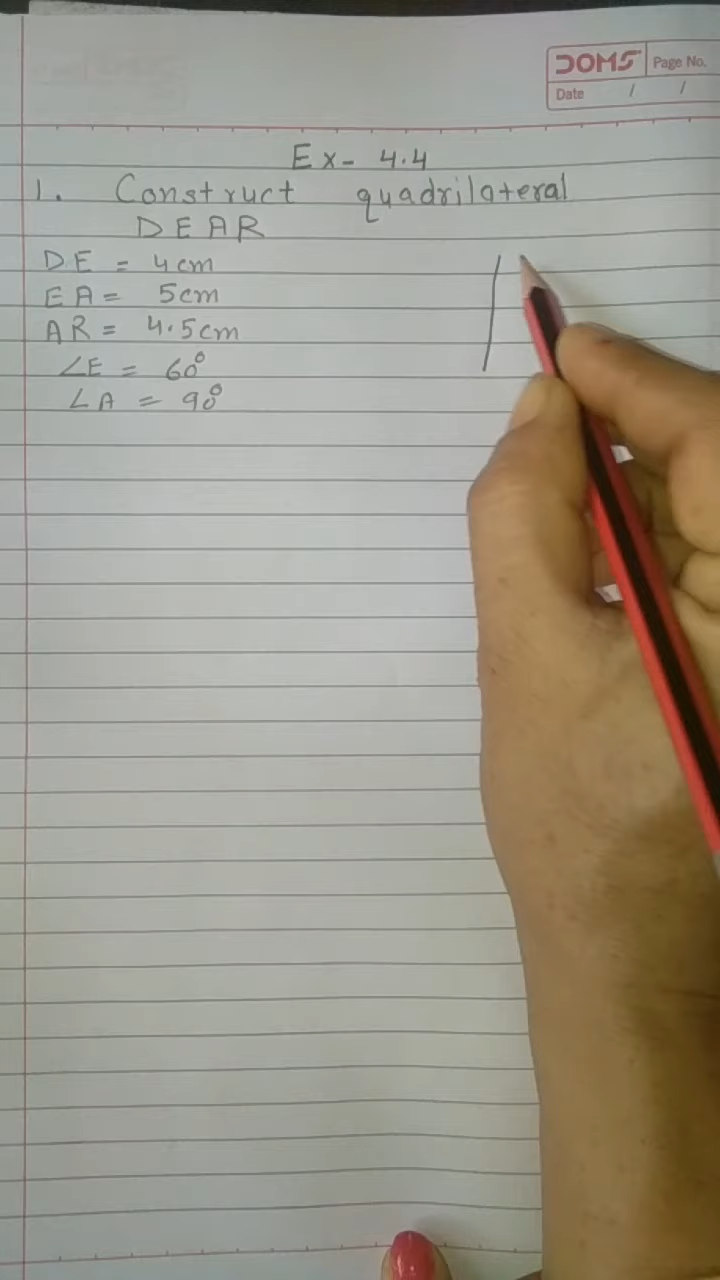 DOMS Page No.
Date / /
Ex- 4.4
1. Construct quadrilateral
DEAR
DE = 4cm
EA = 5cm
AR = 4.5cm
∠E = 60°
∠A = 90°